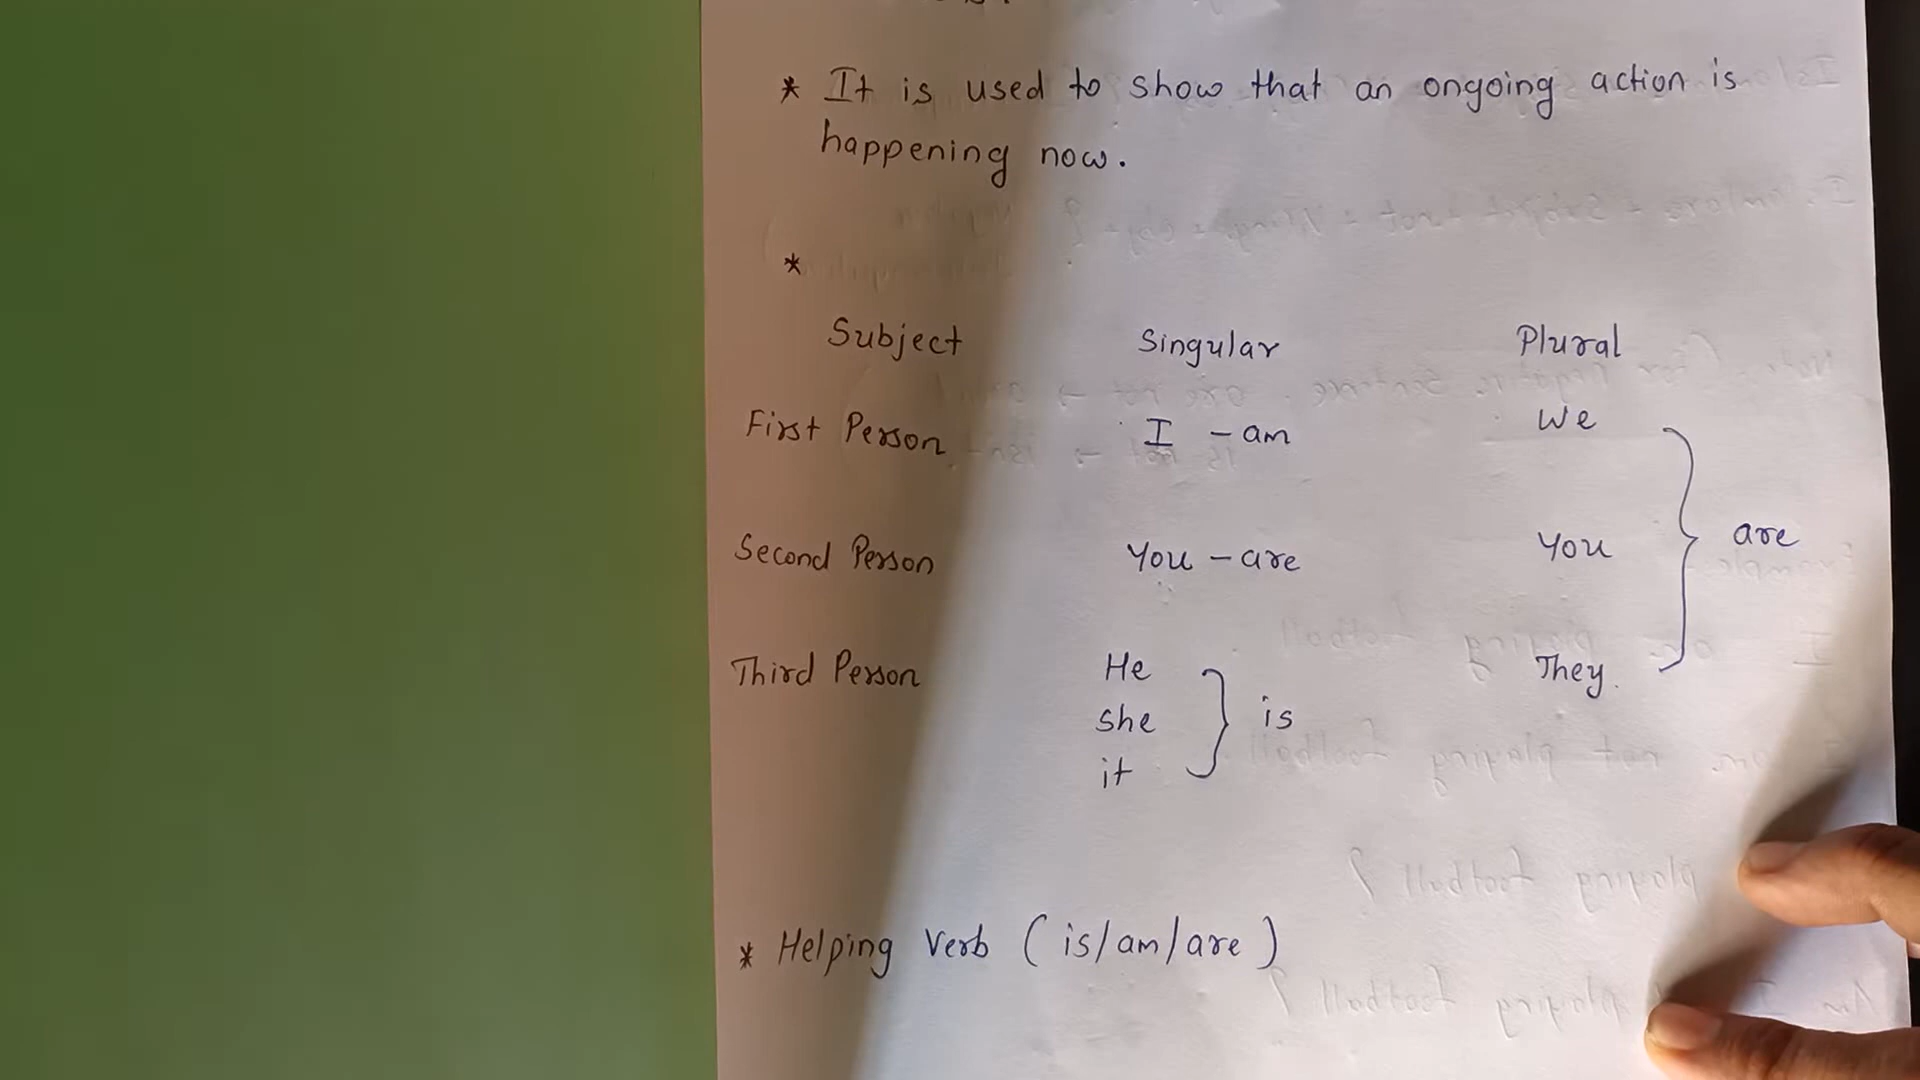 * It is used to show that an ongoing action is
happening now.
*
Subject Singular Plural
First Person I - am We
Second Person You - are You } are
Third Person He They.
she } is
it
* Helping Verb ( is/am/are )